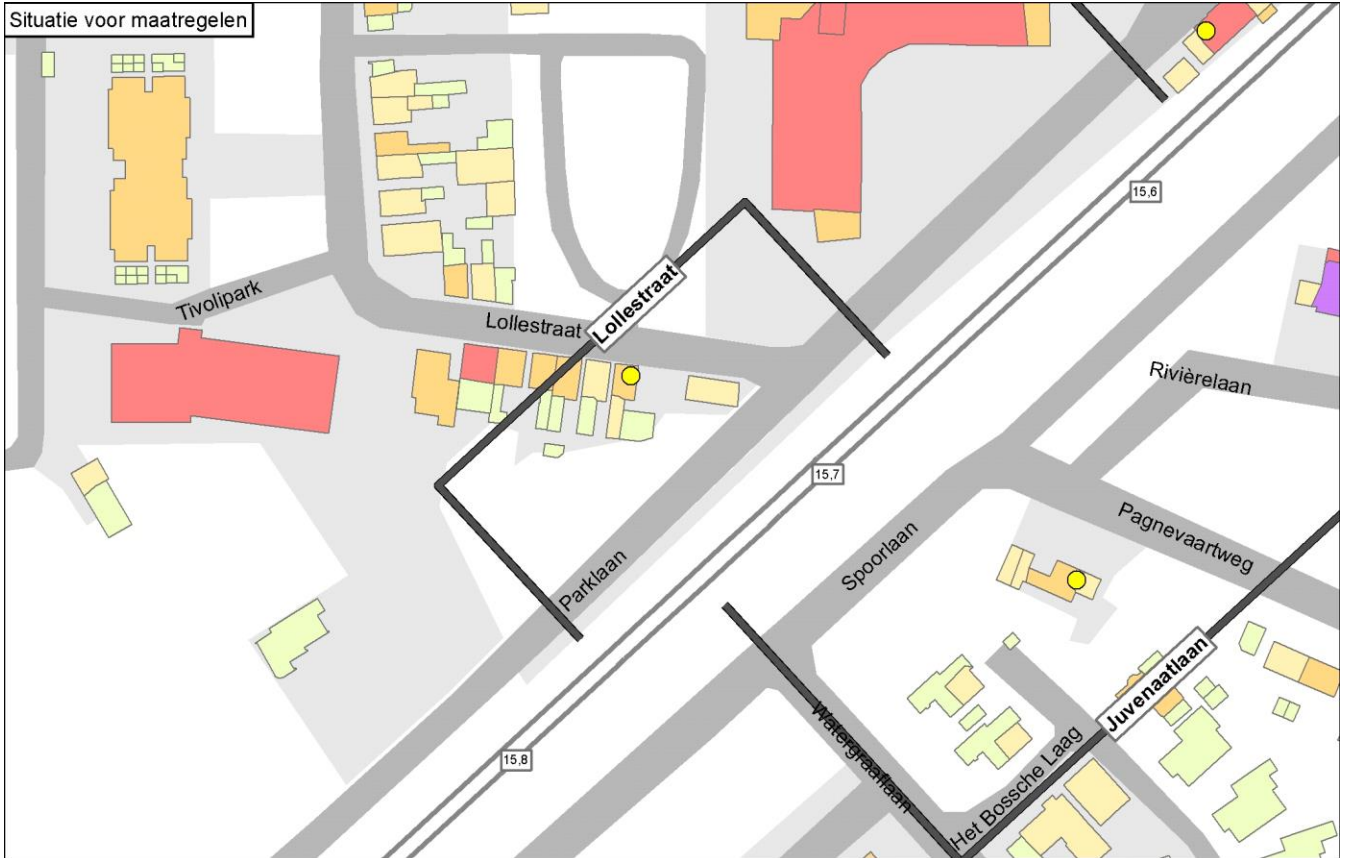 Situatie voor maatregelen
15,6
Tivolipark
Lollestraat
Lollestraat
Rivièrelaan
15,7
Pagnevaartweg
Spoorlaan
Parklaan
Juvenaatlaan
Watergraaflaan
15,8
Het Bossche Laag